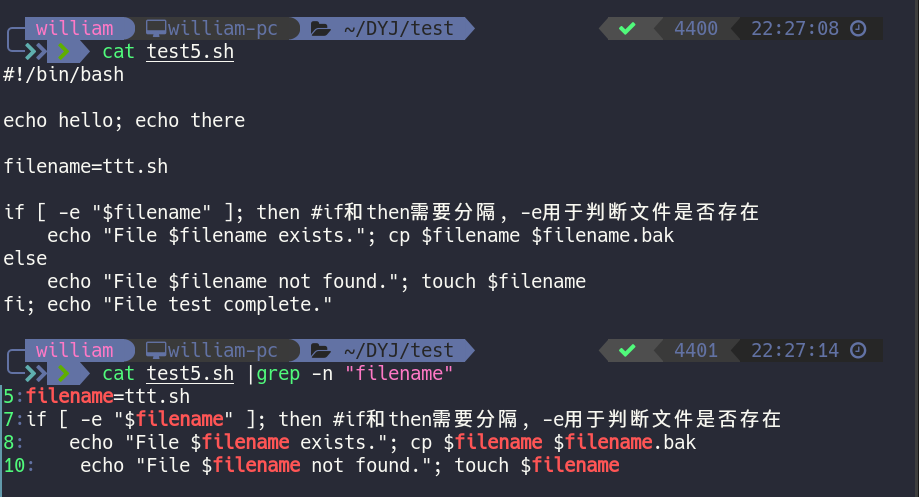 william william-pc ~/DYJ/test 4400 22:27:08
cat test5.sh
#!/bin/bash
echo hello; echo there
filename=ttt.sh
if [ -e "$filename" ]; then #if和then需要分隔，-e用于判断文件是否存在
    echo "File $filename exists."; cp $filename $filename.bak
else
    echo "File $filename not found."; touch $filename
fi; echo "File test complete."
william william-pc ~/DYJ/test 4401 22:27:14
cat test5.sh |grep -n "filename"
5:filename=ttt.sh
7:if [ -e "$filename" ]; then #if和then需要分隔，-e用于判断文件是否存在
8:    echo "File $filename exists."; cp $filename $filename.bak
10:    echo "File $filename not found."; touch $filename